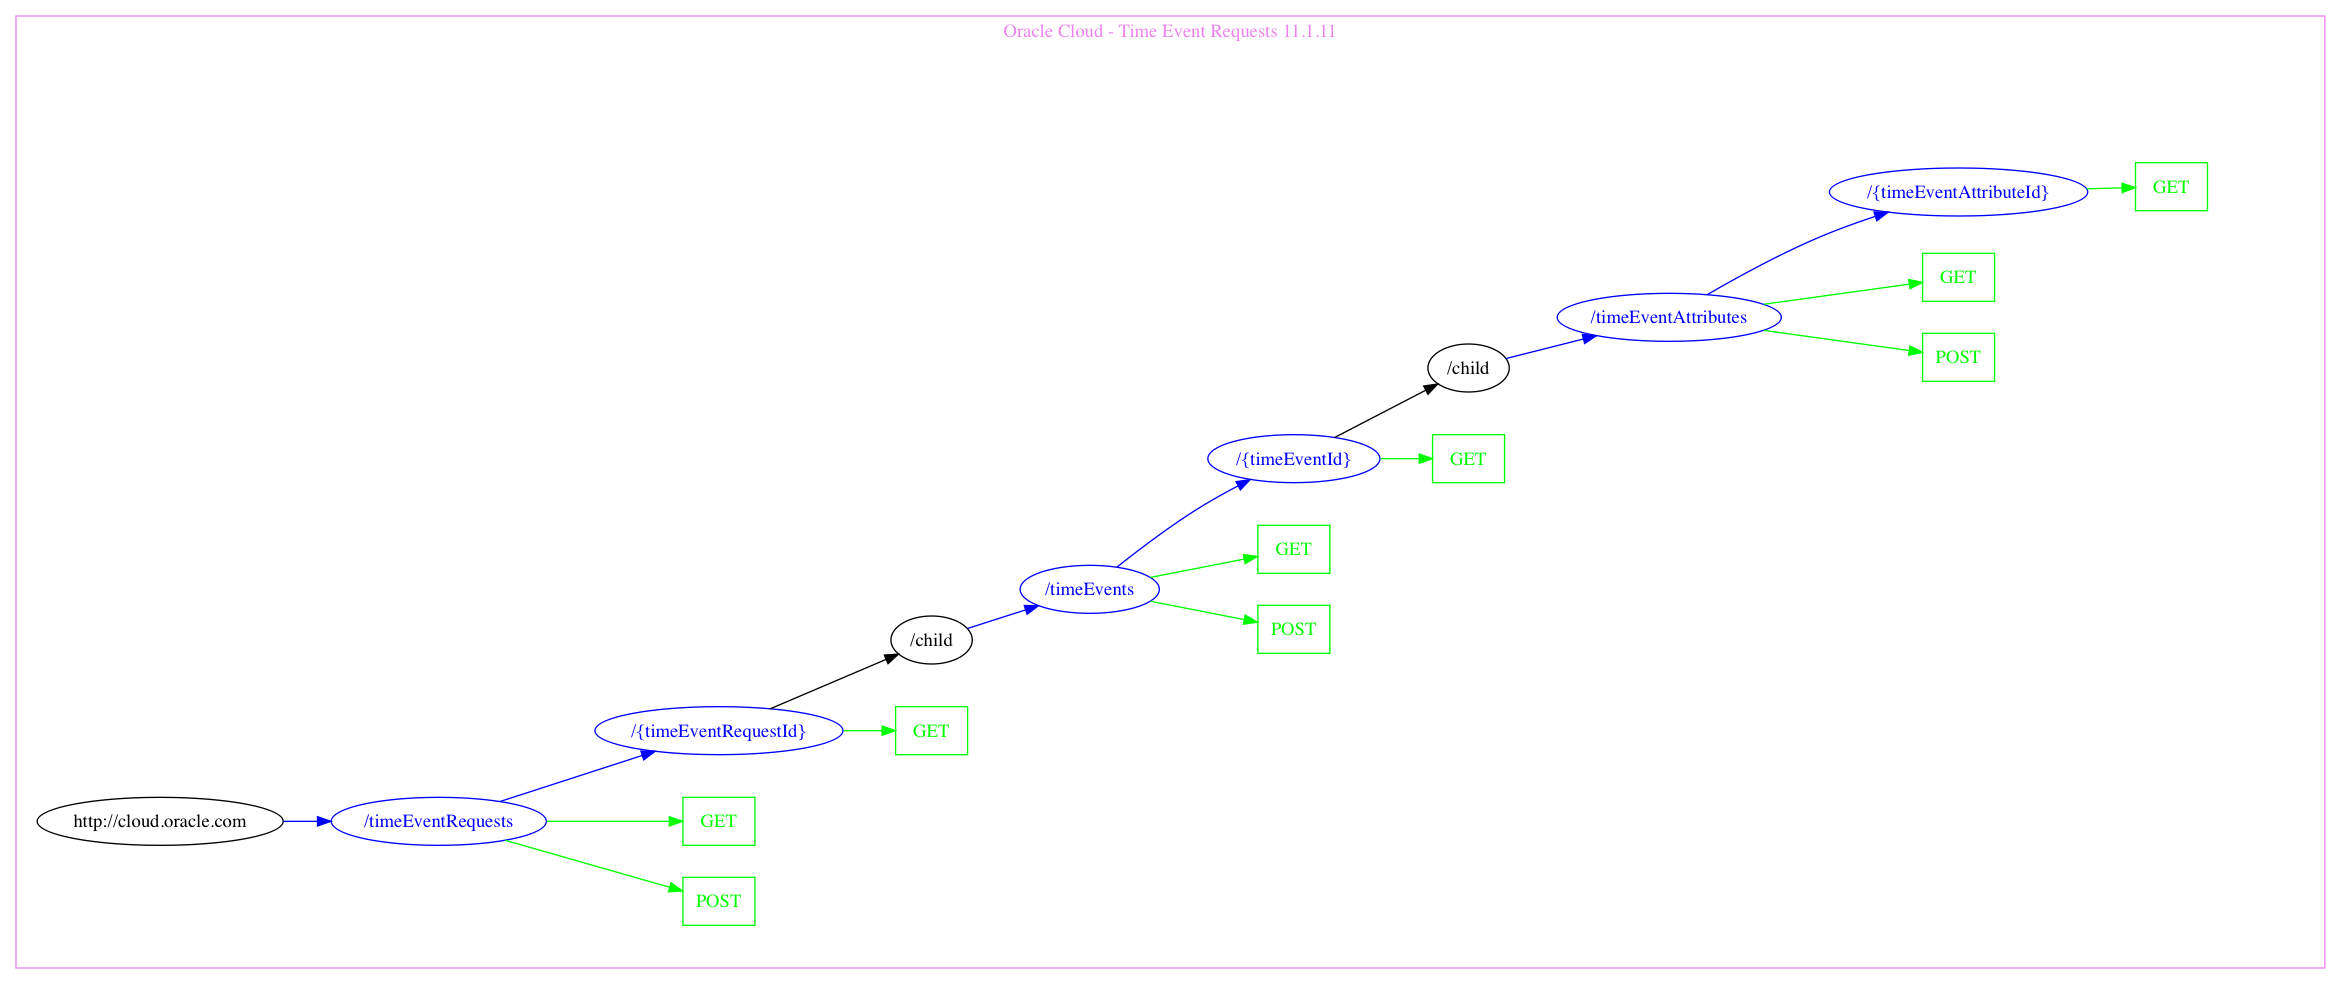 Oracle Cloud - Time Event Requests 11.1.11
/{timeEventAttributeId}
GET
GET
/timeEventAttributes
POST
/child
/{timeEventId}
GET
GET
/timeEvents
POST
/child
/{timeEventRequestId}
GET
http://cloud.oracle.com
/timeEventRequests
GET
POST